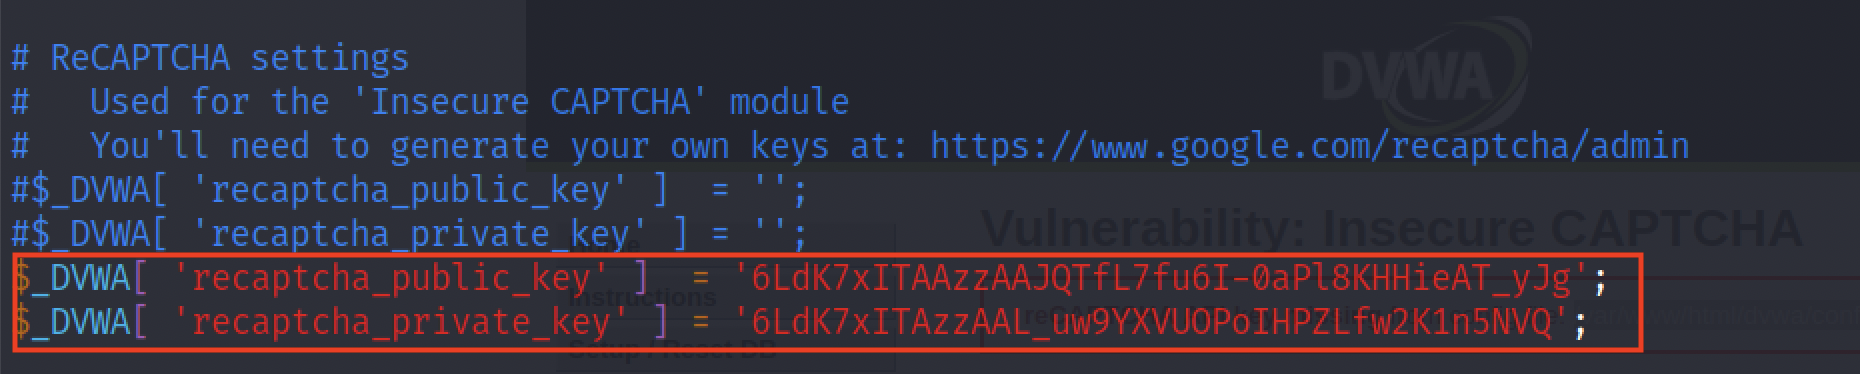 # ReCAPTCHA settings
#   Used for the 'Insecure CAPTCHA' module
#   You'll need to generate your own keys at: https://www.google.com/recaptcha/admin
#$_DVWA[ 'recaptcha_public_key' ]  = '';
#$_DVWA[ 'recaptcha_private_key' ] = '';
$_DVWA[ 'recaptcha_public_key' ]  = '6LdK7xITAAzzAAJQTfL7fu6I-0aPl8KHHieAT_yJg';
$_DVWA[ 'recaptcha_private_key' ] = '6LdK7xITAzzAAL_uw9YXVUOPoIHPZLfw2K1n5NVQ';
DVWA
Vulnerability: Insecure CAPTCHA
Home
Instructions
Setup / Reset DB